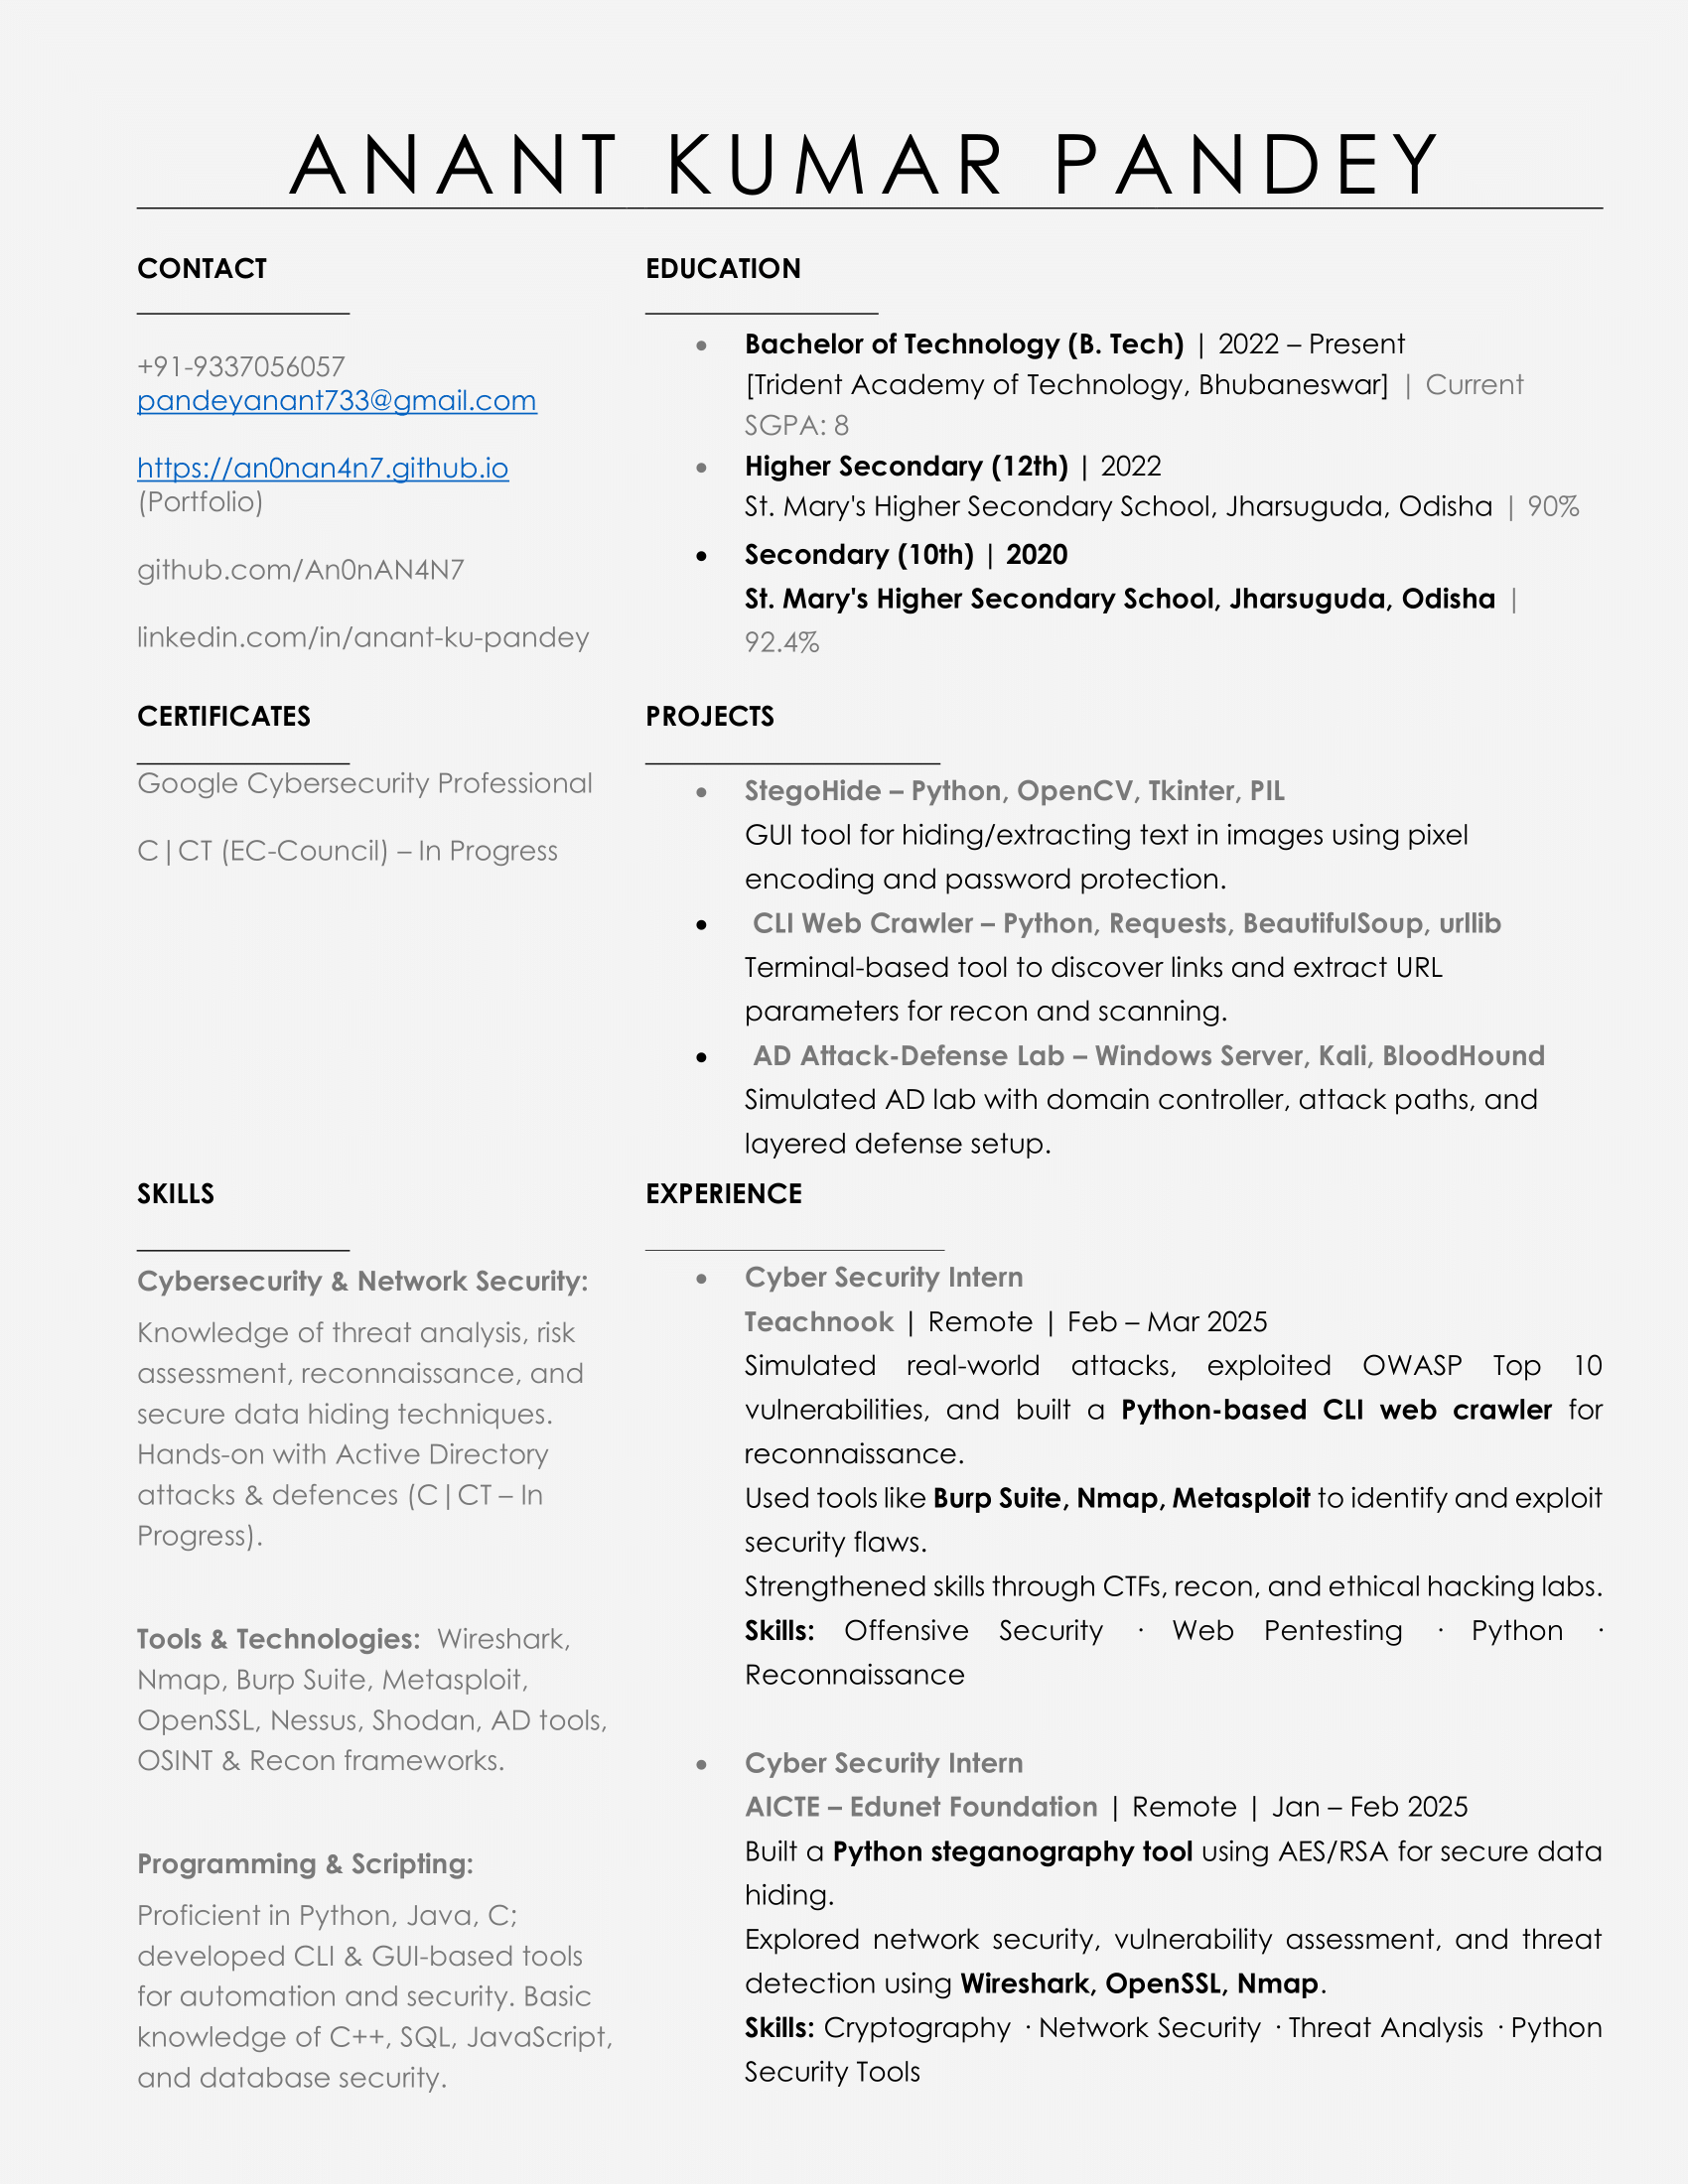 ANANT KUMAR PANDEY
CONTACT
+91-9337056057
pandeyanant733@gmail.com
https://an0nan4n7.github.io
(Portfolio)
github.com/An0nAN4N7
linkedin.com/in/anant-ku-pandey
EDUCATION
• Bachelor of Technology (B. Tech) | 2022 – Present
[Trident Academy of Technology, Bhubaneswar] | Current
SGPA: 8
• Higher Secondary (12th) | 2022
St. Mary's Higher Secondary School, Jharsuguda, Odisha | 90%
• Secondary (10th) | 2020
St. Mary's Higher Secondary School, Jharsuguda, Odisha |
92.4%
CERTIFICATES
Google Cybersecurity Professional
C|CT (EC-Council) – In Progress
PROJECTS
• StegoHide – Python, OpenCV, Tkinter, PIL
GUI tool for hiding/extracting text in images using pixel
encoding and password protection.
• CLI Web Crawler – Python, Requests, BeautifulSoup, urllib
Terminal-based tool to discover links and extract URL
parameters for recon and scanning.
• AD Attack-Defense Lab – Windows Server, Kali, BloodHound
Simulated AD lab with domain controller, attack paths, and
layered defense setup.
SKILLS
Cybersecurity & Network Security:
Knowledge of threat analysis, risk
assessment, reconnaissance, and
secure data hiding techniques.
Hands-on with Active Directory
attacks & defences (C|CT – In
Progress).
Tools & Technologies: Wireshark,
Nmap, Burp Suite, Metasploit,
OpenSSL, Nessus, Shodan, AD tools,
OSINT & Recon frameworks.
Programming & Scripting:
Proficient in Python, Java, C;
developed CLI & GUI-based tools
for automation and security. Basic
knowledge of C++, SQL, JavaScript,
and database security.
EXPERIENCE
• Cyber Security Intern
Teachnook | Remote | Feb – Mar 2025
Simulated real-world attacks, exploited OWASP Top 10
vulnerabilities, and built a Python-based CLI web crawler for
reconnaissance.
Used tools like Burp Suite, Nmap, Metasploit to identify and exploit
security flaws.
Strengthened skills through CTFs, recon, and ethical hacking labs.
Skills: Offensive Security · Web Pentesting · Python ·
Reconnaissance
• Cyber Security Intern
AICTE – Edunet Foundation | Remote | Jan – Feb 2025
Built a Python steganography tool using AES/RSA for secure data
hiding.
Explored network security, vulnerability assessment, and threat
detection using Wireshark, OpenSSL, Nmap.
Skills: Cryptography · Network Security · Threat Analysis · Python
Security Tools